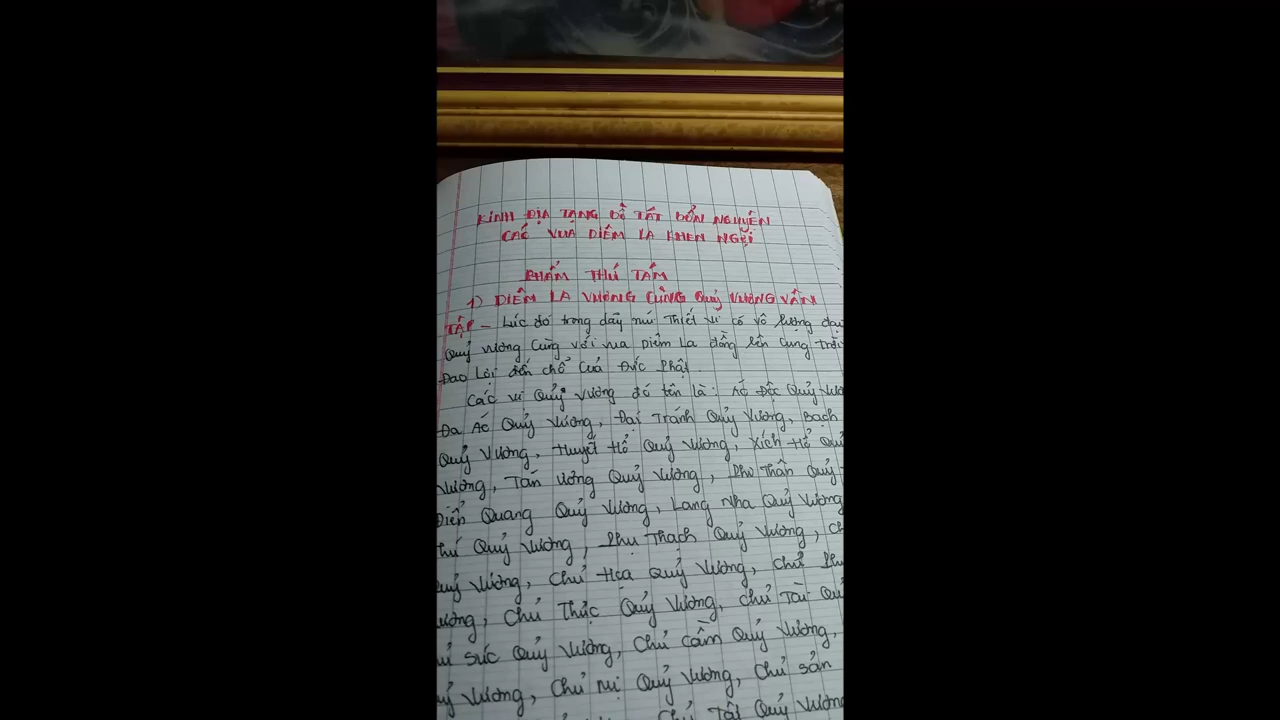 KINH ĐỊA TẠNG BỒ TÁT BỔN NGUYỆN
CÁC VUA DIÊM LA KHEN NGỢI
PHẨM THỨ TÁM
1) DIÊM LA VƯƠNG CÙNG QUỶ VƯƠNG VÂN
TẬP - Lúc đó trong dãy núi Thiết Vi có vô lượng đại
Quỷ vương cùng với vua Diêm La đồng lên cung trời
Đao Lợi đến chỗ của Đức Phật.
Các vị Quỷ Vương đó tên là: Ác Độc Quỷ
Đa Ác Quỷ Vương, Đại Tránh Quỷ Vương, Bạch
Quỷ Vương, Huyết Hổ Quỷ Vương, Xích Hổ
Vương, Tán ương Quỷ Vương, Phi Thân Quỷ
Điển Quang Quỷ Vương, Lang Nha Quỷ Vương
Quỷ Vương, Phụ Thạch Quỷ Vương,
Vương, Chủ Họa Quỷ Vương, Chủ
Chủ Thực Quỷ Vương, Chủ Tài
Súc Quỷ Vương, Chủ Cầm Quỷ Vương,
Vương, Chủ Mị Quỷ Vương, Chủ Sản
Chủ Tật Quỷ Vương